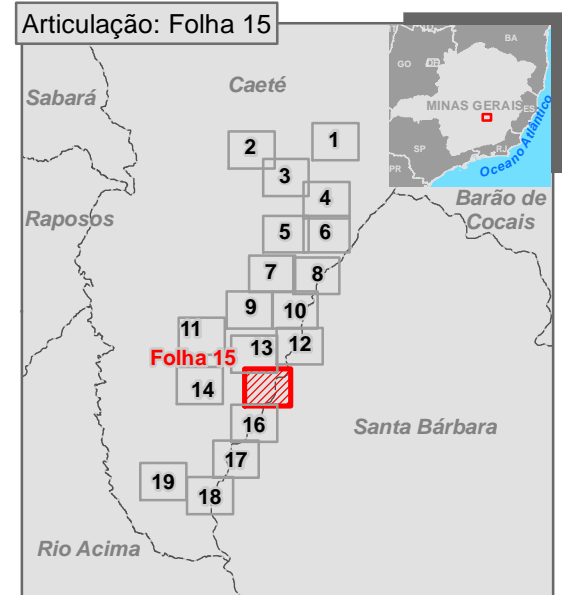 Articulação: Folha 15
BA
GO
DF
MINAS GERAIS
ES
SP
RJ
PR
Oceano Atlântico
Caeté
Sabará
Raposos
Barão de
Cocais
1
2
3
4
5
6
7
8
9
10
11
12
13
Folha 15
14
16
Santa Bárbara
17
19
18
Rio Acima